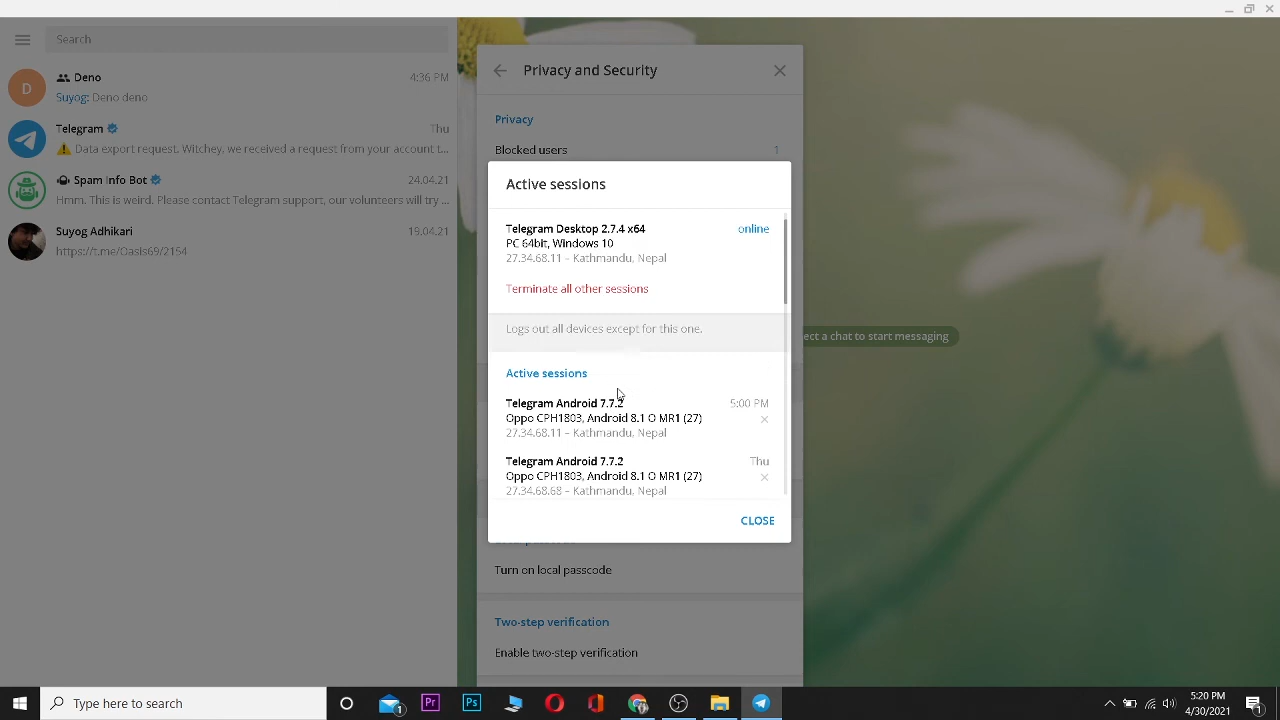 Search
Deno
4:36 PM
Suyog: Deno deno
Telegram
Thu
Data export request. Witchey, we received a request from your account t...
Spam Info Bot
24.04.21
Hmm. This is weird. Please contact Telegram support, our volunteers will try ...
Suyog Adhikari
19.04.21
https://t.me/Oasis69/2154
D
Privacy and Security
Privacy
Blocked users
1
Active sessions
Telegram Desktop 2.7.4 x64
online
PC 64bit, Windows 10
27.34.68.11 – Kathmandu, Nepal
Terminate all other sessions
Logs out all devices except for this one.
Active sessions
Telegram Android 7.7.2
5:00 PM
Oppo CPH1803, Android 8.1 O MR1 (27)
27.34.68.11 – Kathmandu, Nepal
Telegram Android 7.7.2
Thu
Oppo CPH1803, Android 8.1 O MR1 (27)
27.34.68.68 – Kathmandu, Nepal
CLOSE
Turn on local passcode
Two-step verification
Enable two-step verification
ect a chat to start messaging
Type here to search
1
Pr
Ps
5:20 PM
4/30/2021
1